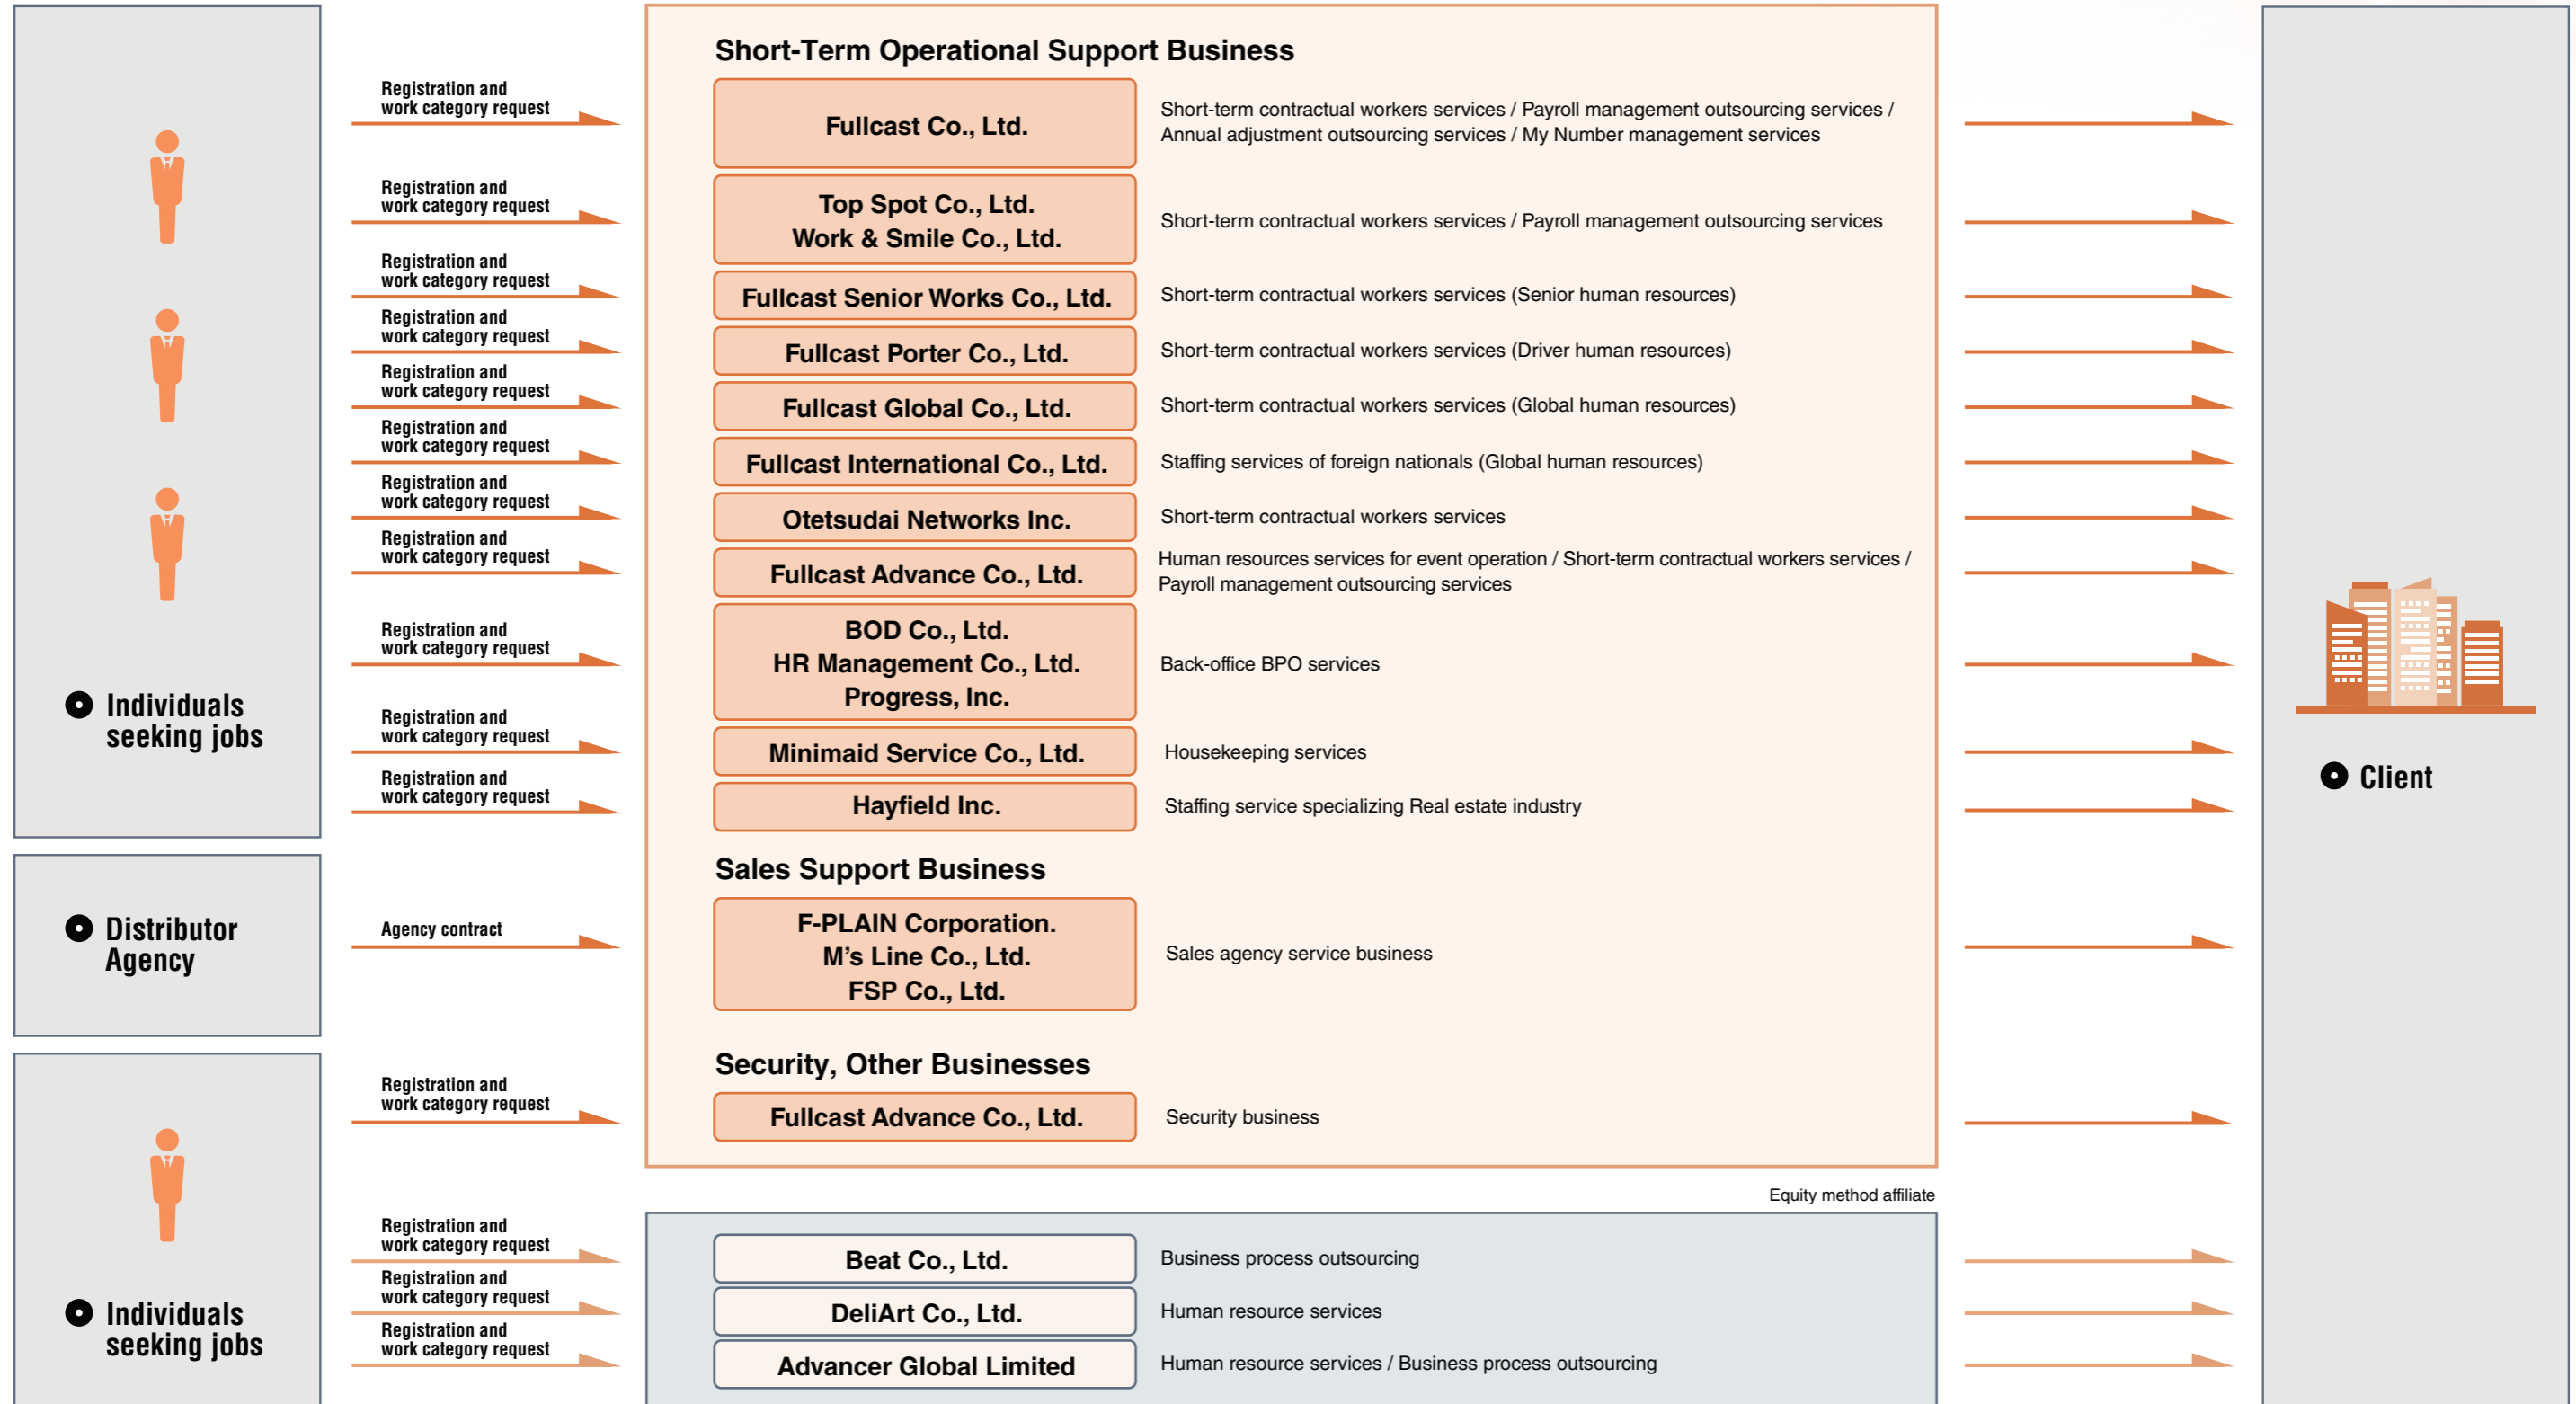 Short-Term Operational Support Business
Registration and
work category request
Fullcast Co., Ltd.
Short-term contractual workers services / Payroll management outsourcing services /
Annual adjustment outsourcing services / My Number management services
Registration and
work category request
Top Spot Co., Ltd.
Work & Smile Co., Ltd.
Short-term contractual workers services / Payroll management outsourcing services
Registration and
work category request
Fullcast Senior Works Co., Ltd.
Short-term contractual workers services (Senior human resources)
Registration and
work category request
Fullcast Porter Co., Ltd.
Short-term contractual workers services (Driver human resources)
Registration and
work category request
Fullcast Global Co., Ltd.
Short-term contractual workers services (Global human resources)
Registration and
work category request
Fullcast International Co., Ltd.
Staffing services of foreign nationals (Global human resources)
Registration and
work category request
Otetsudai Networks Inc.
Short-term contractual workers services
Registration and
work category request
Fullcast Advance Co., Ltd.
Human resources services for event operation / Short-term contractual workers services /
Payroll management outsourcing services
Registration and
work category request
BOD Co., Ltd.
HR Management Co., Ltd.
Progress, Inc.
Back-office BPO services
Individuals
seeking jobs
Registration and
work category request
Minimaid Service Co., Ltd.
Housekeeping services
Client
Registration and
work category request
Hayfield Inc.
Staffing service specializing Real estate industry
Sales Support Business
Distributor
Agency
Agency contract
F-PLAIN Corporation.
M's Line Co., Ltd.
FSP Co., Ltd.
Sales agency service business
Security, Other Businesses
Registration and
work category request
Fullcast Advance Co., Ltd.
Security business
Equity method affiliate
Registration and
work category request
Beat Co., Ltd.
Business process outsourcing
Individuals
seeking jobs
Registration and
work category request
DeliArt Co., Ltd.
Human resource services
Registration and
work category request
Advancer Global Limited
Human resource services / Business process outsourcing